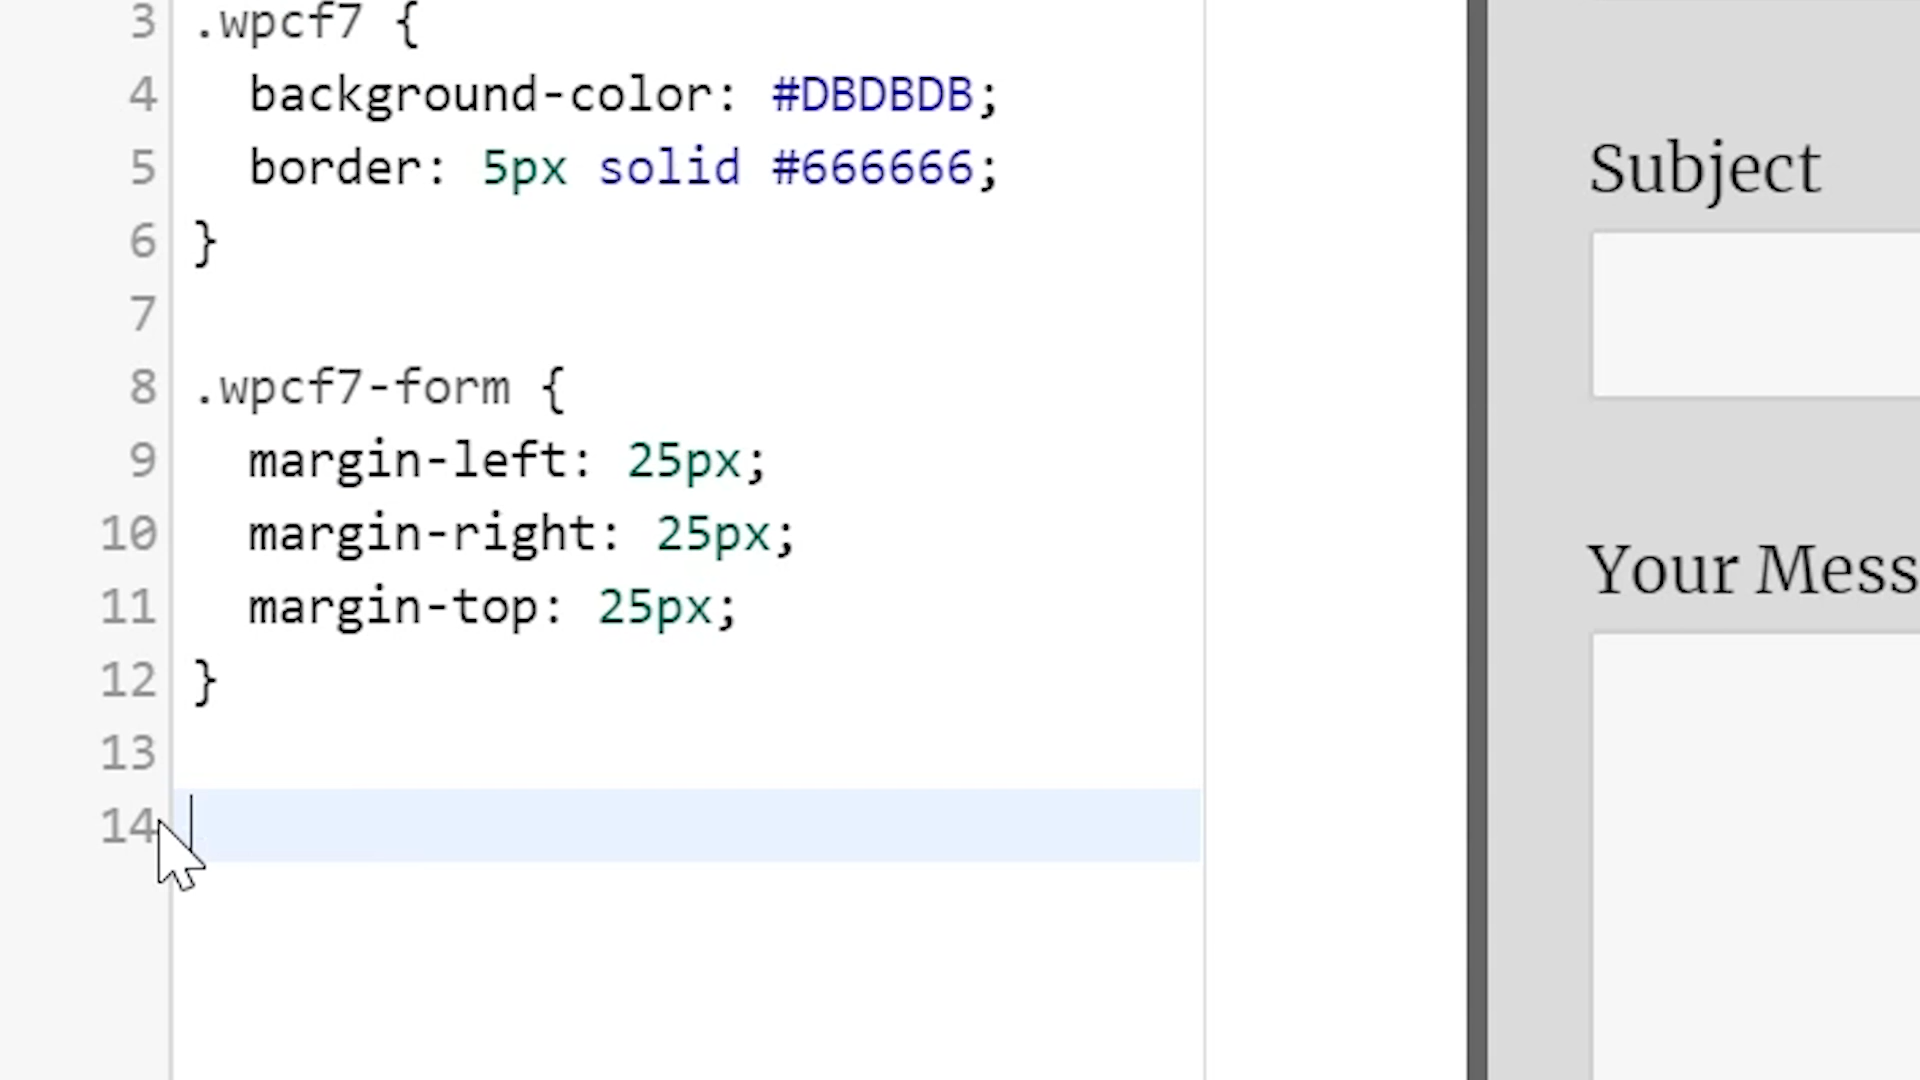 3 .wpcf7 {
4 background-color: #DBDBDB;
5 border: 5px solid #666666;
6 }
7
8 .wpcf7-form {
9 margin-left: 25px;
10 margin-right: 25px;
11 margin-top: 25px;
12 }
13
14
Subject
Your Mess